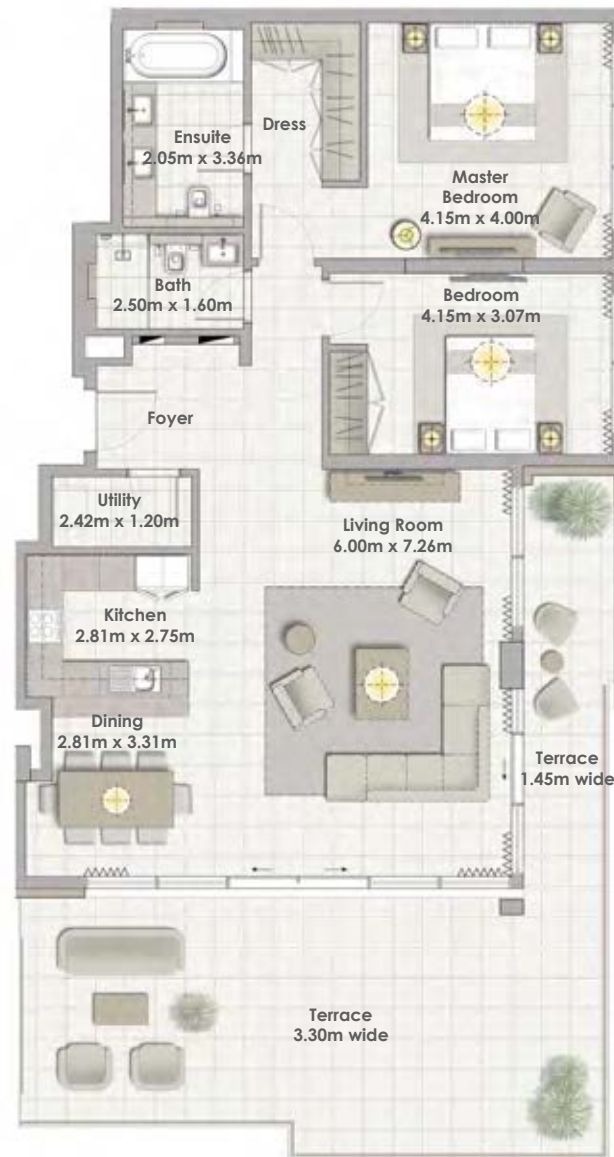 Ensuite
2.05m x 3.36m
Dress
Master
Bedroom
4.15m x 4.00m
Bath
2.50m x 1.60m
Bedroom
4.15m x 3.07m
Foyer
Utility
2.42m x 1.20m
Living Room
6.00m x 7.26m
Kitchen
2.81m x 2.75m
Dining
2.81m x 3.31m
Terrace
1.45m wide
Terrace
3.30m wide